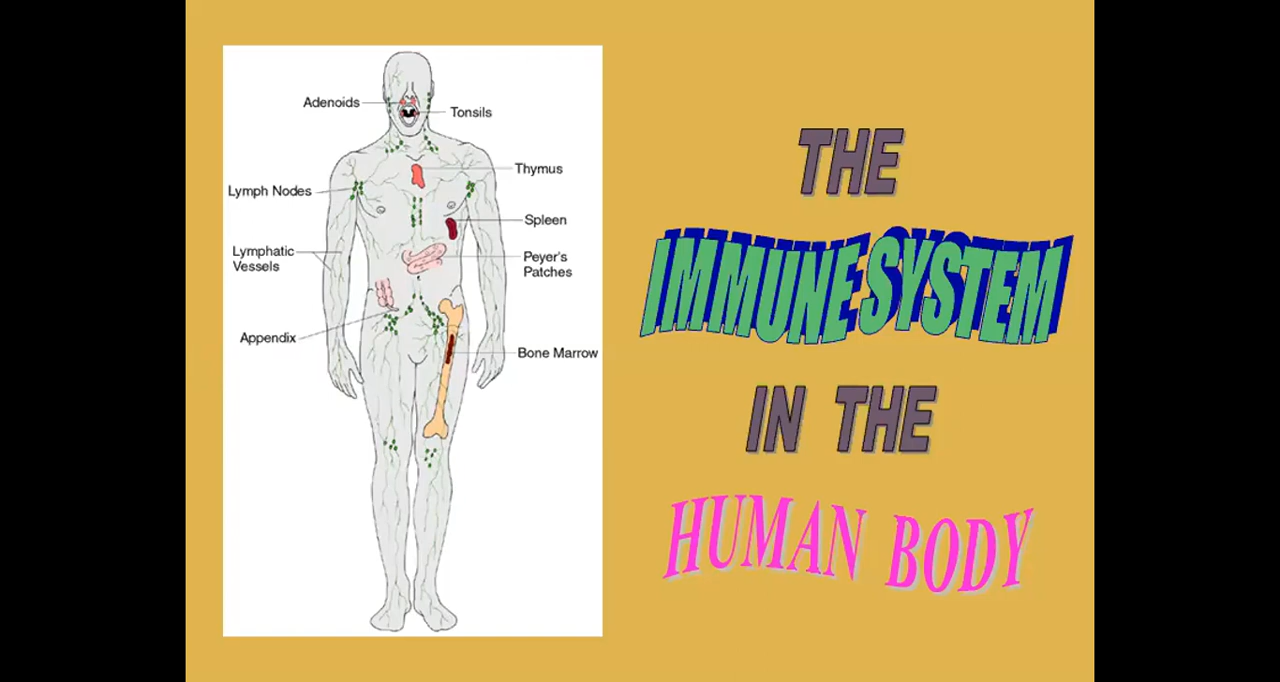 Adenoids
Tonsils
Thymus
Lymph Nodes
Spleen
Lymphatic
Vessels
Peyer's
Patches
Appendix
Bone Marrow
THE
IMMUNE SYSTEM
IN THE
HUMAN BODY